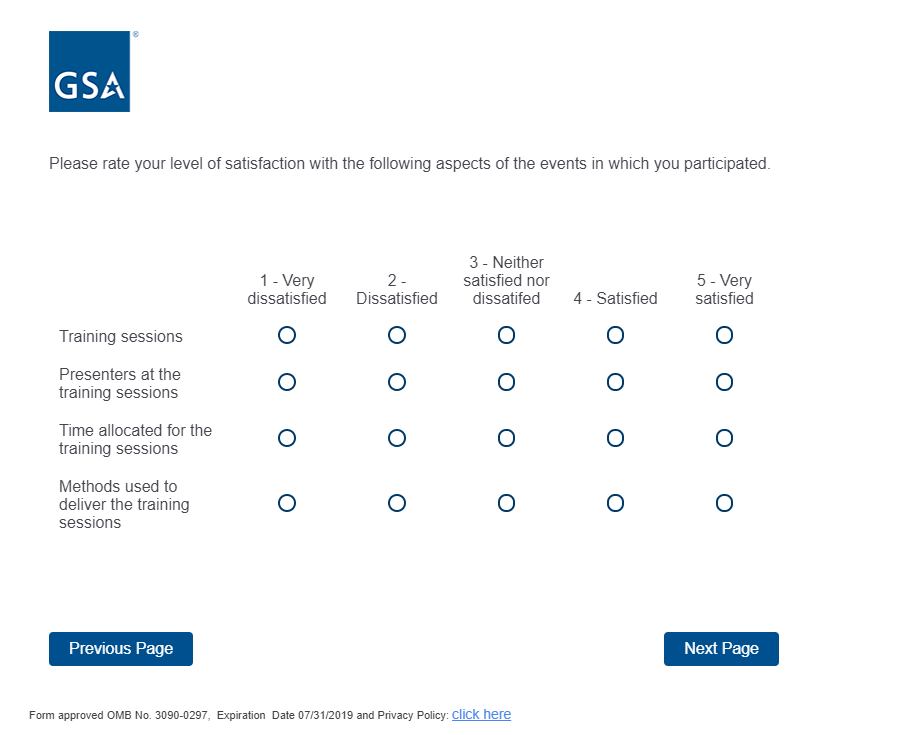 GSA®
Please rate your level of satisfaction with the following aspects of the events in which you participated.
1 - Very dissatisfied
2 - Dissatisfied
3 - Neither satisfied nor dissatifed
4 - Satisfied
5 - Very satisfied
Training sessions
Presenters at the
training sessions
Time allocated for the
training sessions
Methods used to
deliver the training
sessions
Previous Page
Next Page
Form approved OMB No. 3090-0297,  Expiration  Date 07/31/2019 and Privacy Policy: click here